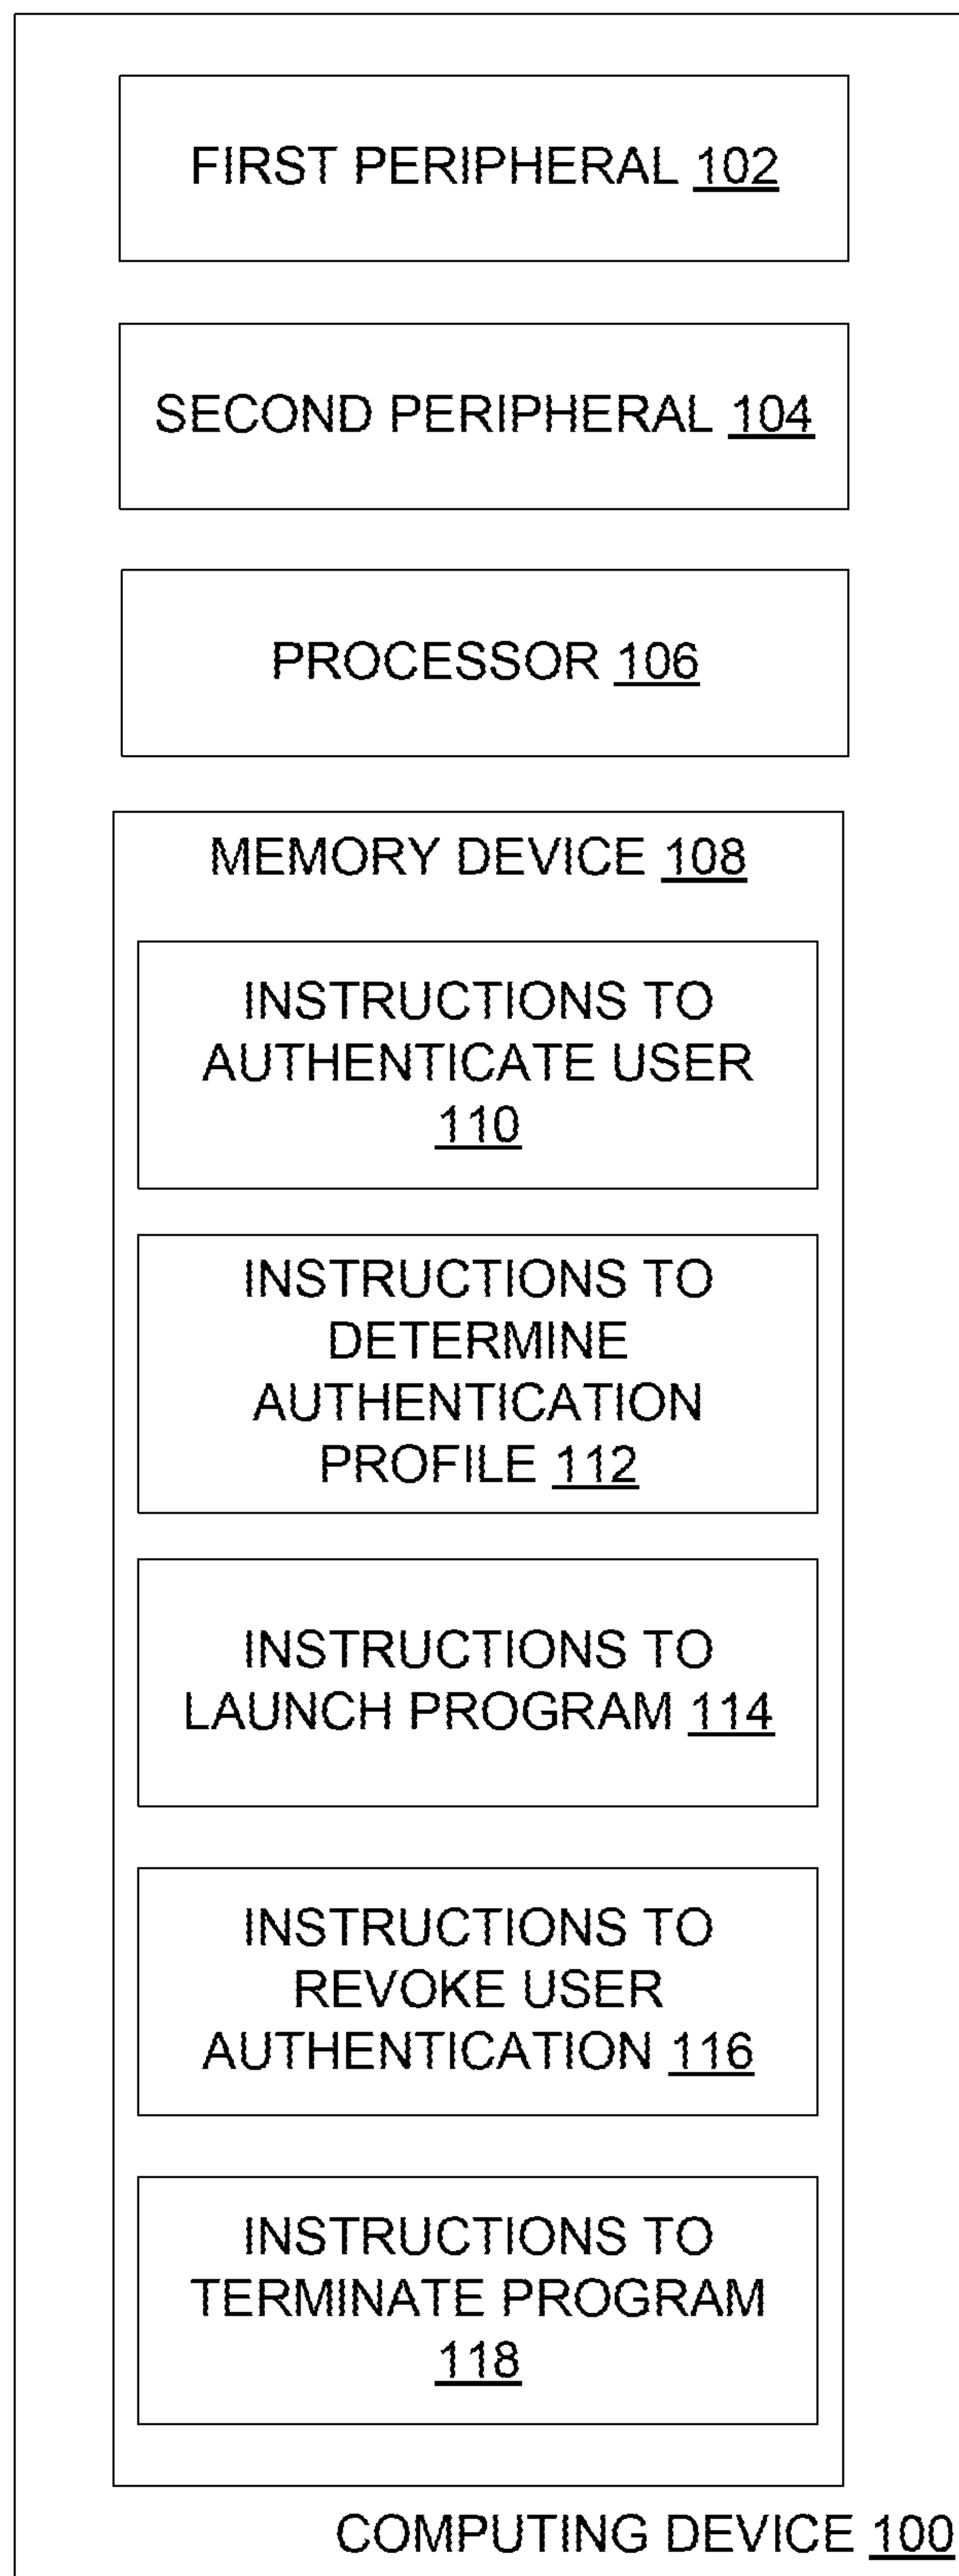 FIRST PERIPHERAL 102
SECOND PERIPHERAL 104
PROCESSOR 106
MEMORY DEVICE 108
INSTRUCTIONS TO
AUTHENTICATE USER
110
INSTRUCTIONS TO
DETERMINE
AUTHENTICATION
PROFILE 112
INSTRUCTIONS TO
LAUNCH PROGRAM 114
INSTRUCTIONS TO
REVOKE USER
AUTHENTICATION 116
INSTRUCTIONS TO
TERMINATE PROGRAM
118
COMPUTING DEVICE 100